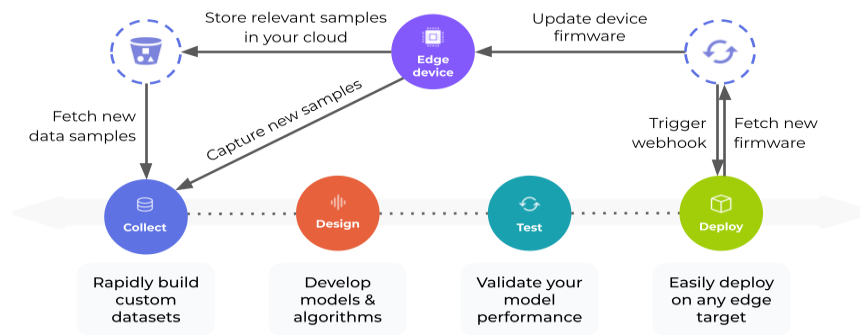 Store relevant samples
in your cloud
Update device
firmware
Edge
device
Fetch new
data samples
Capture new samples
Trigger
webhook
Fetch new
firmware
Collect
Design
Test
Deploy
Rapidly build
custom
datasets
Develop
models &
algorithms
Validate your
model
performance
Easily deploy
on any edge
target